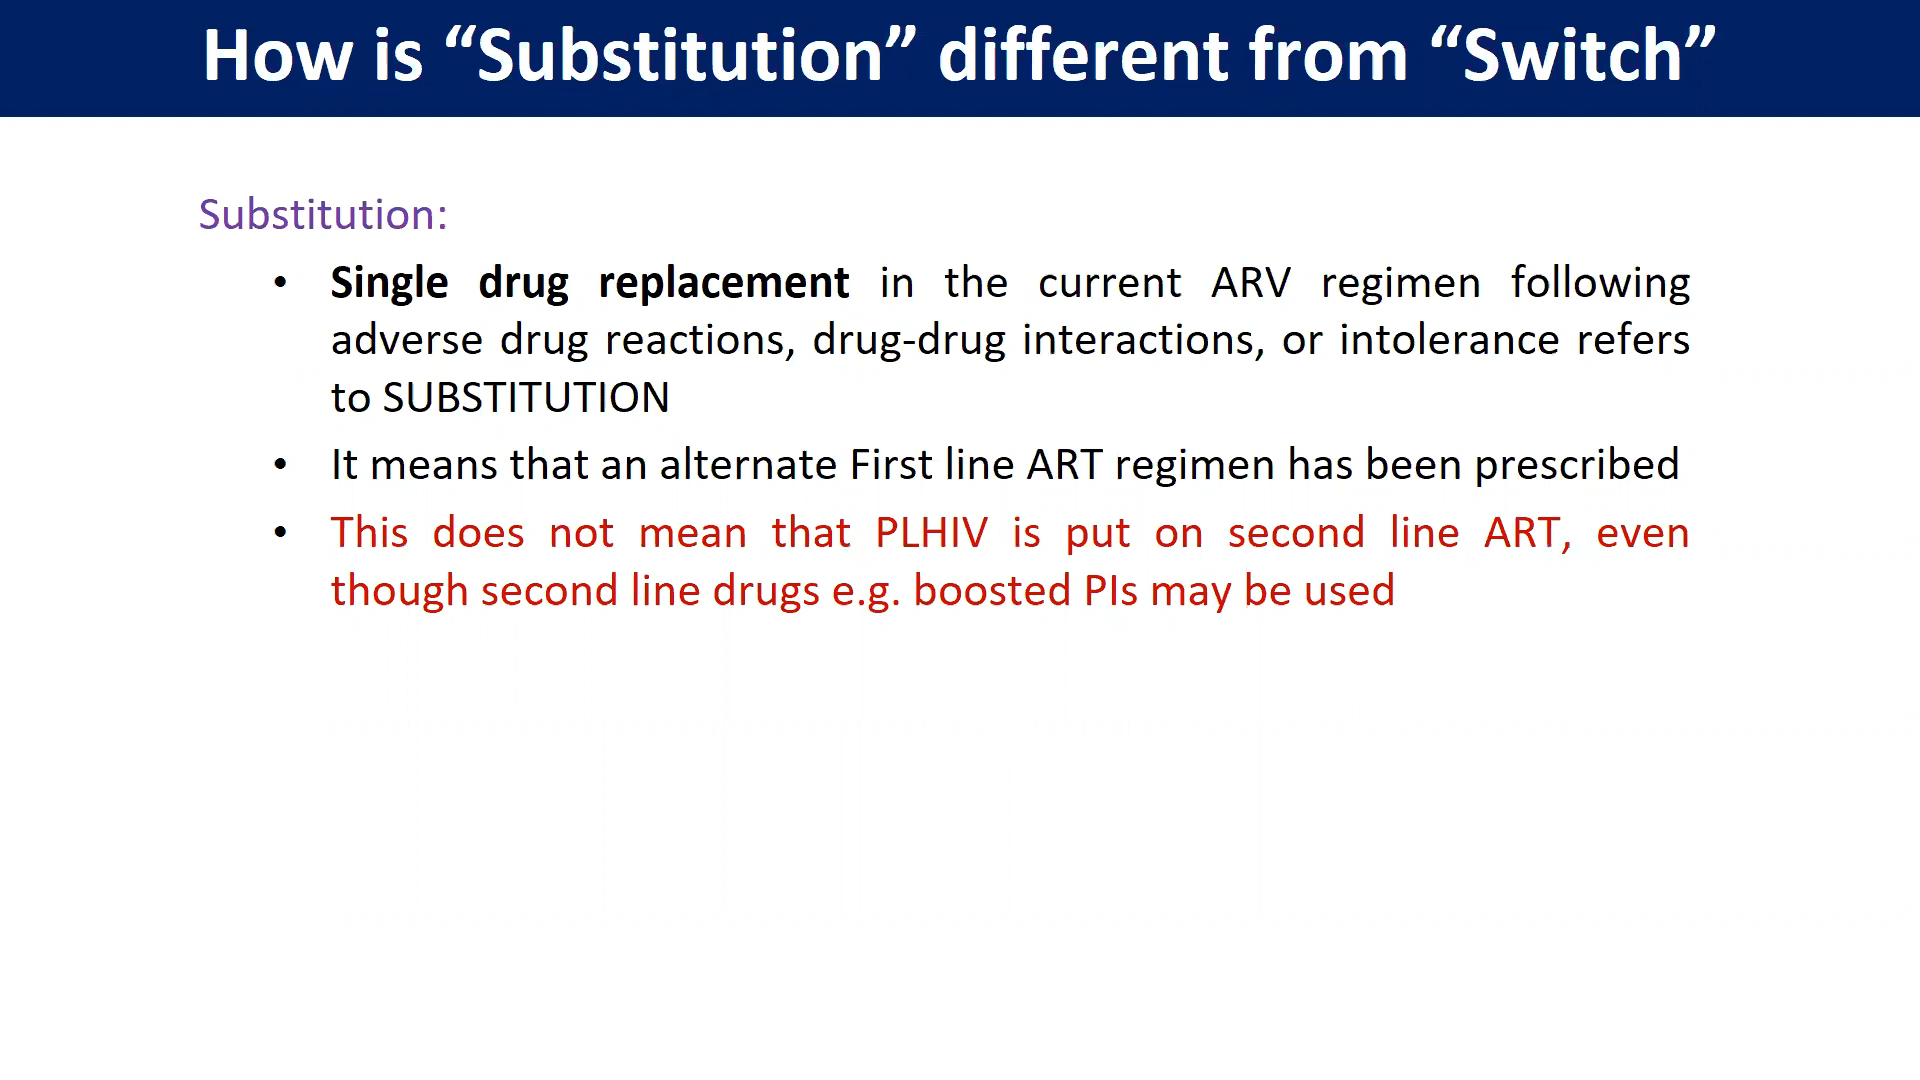 How is “Substitution” different from “Switch”
Substitution:
• Single drug replacement in the current ARV regimen following
adverse drug reactions, drug-drug interactions, or intolerance refers
to SUBSTITUTION
• It means that an alternate First line ART regimen has been prescribed
• This does not mean that PLHIV is put on second line ART, even
though second line drugs e.g. boosted PIs may be used